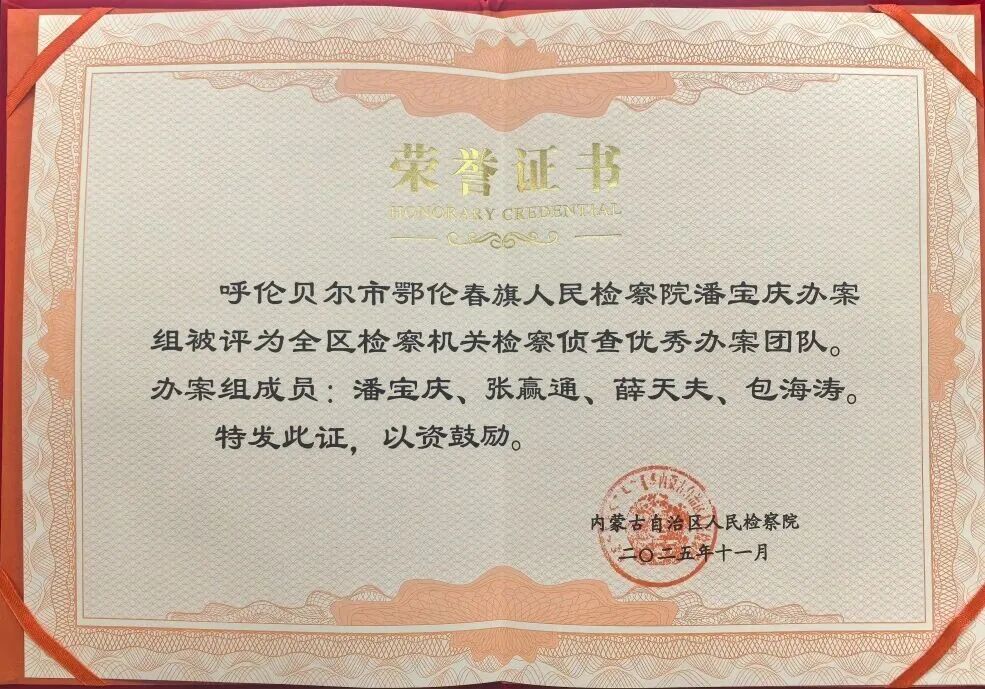 荣誉证书
HONORARY CREDENTIAL
呼伦贝尔市鄂伦春旗人民检察院潘宝庆办案
组被评为全区检察机关检察侦查优秀办案团队。
办案组成员：潘宝庆、张赢通、薛天夫、包海涛。
特发此证，以资鼓励。
内蒙古自治区人民检察院
二〇二五年十一月